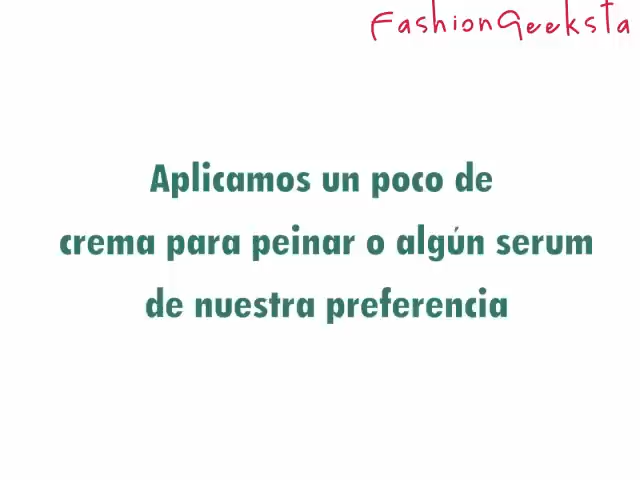 FashionGeeksta
Aplicamos un poco de
crema para peinar o algún serum
de nuestra preferencia